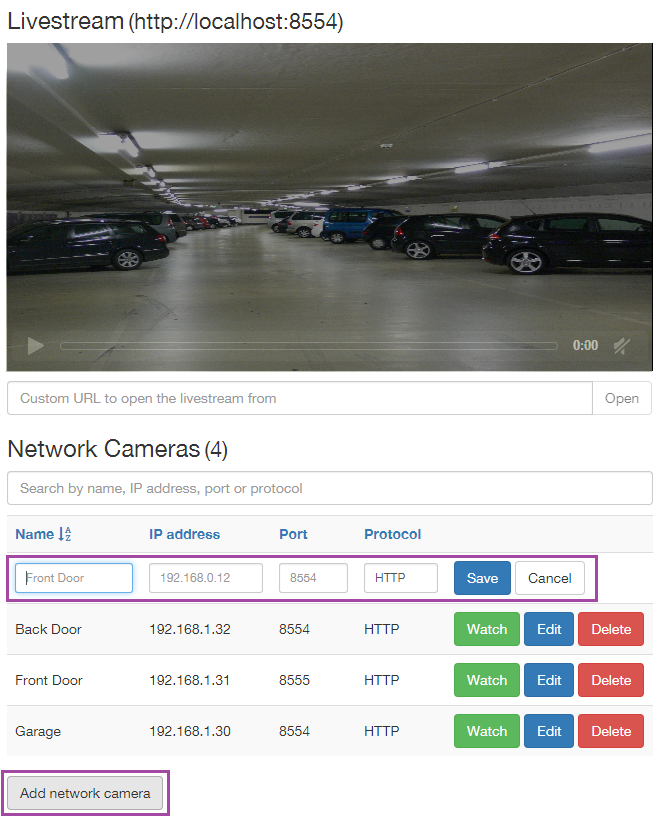 Livestream (http://localhost:8554)
0:00
Custom URL to open the livestream from Open
Network Cameras (4)
Search by name, IP address, port or protocol
Name IP address Port Protocol
Front Door 192.168.0.12 8554 HTTP Save Cancel
Back Door 192.168.1.32 8554 HTTP Watch Edit Delete
Front Door 192.168.1.31 8555 HTTP Watch Edit Delete
Garage 192.168.1.30 8554 HTTP Watch Edit Delete
Add network camera